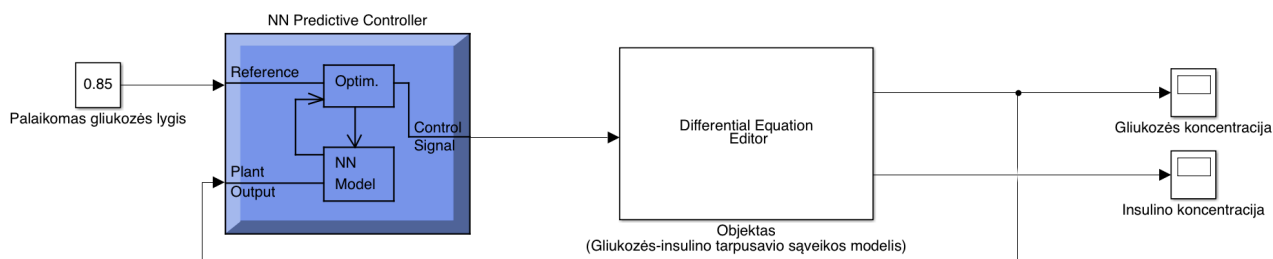 NN Predictive Controller
0.85
Palaikomas gliukozės lygis
Reference
Optim.
Control
Signal
Plant
Output
NN
Model
Differential Equation
Editor
Objektas
(Gliukozės-insulino tarpusavio sąveikos modelis)
Gliukozės koncentracija
Insulino koncentracija